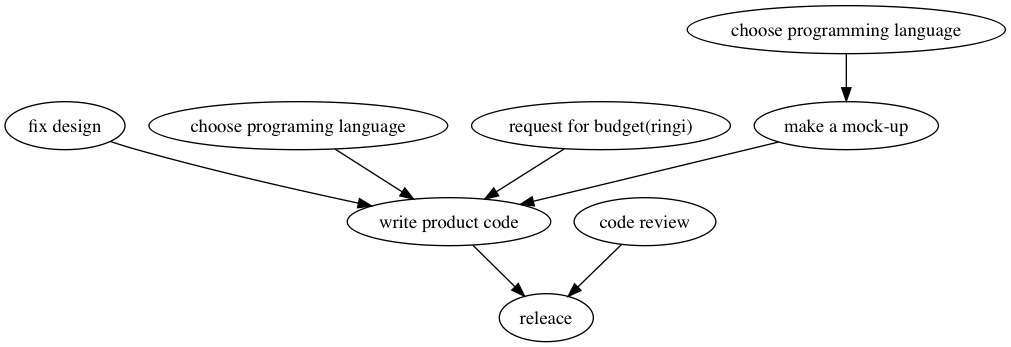 choose programming language
fix design
choose programing language
request for budget(ringi)
make a mock-up
write product code
code review
releace